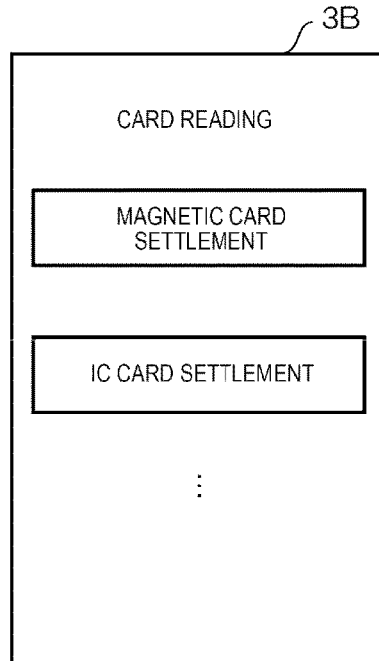 3B
CARD READING
MAGNETIC CARD
SETTLEMENT
IC CARD SETTLEMENT
⋮